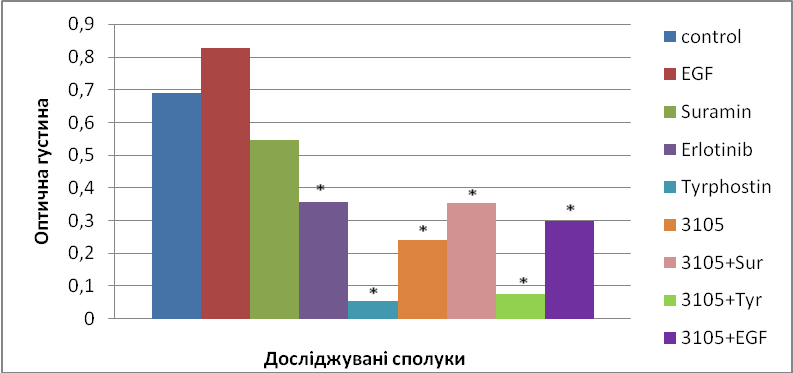 0,9
0,8
0,7
0,6
0,5
0,4
0,3
0,2
0,1
0
Оптична густина
*
*
*
*
*
*
Досліджувані сполуки
control
EGF
Suramin
Erlotinib
Tyrphostin
3105
3105+Sur
3105+Tyr
3105+EGF